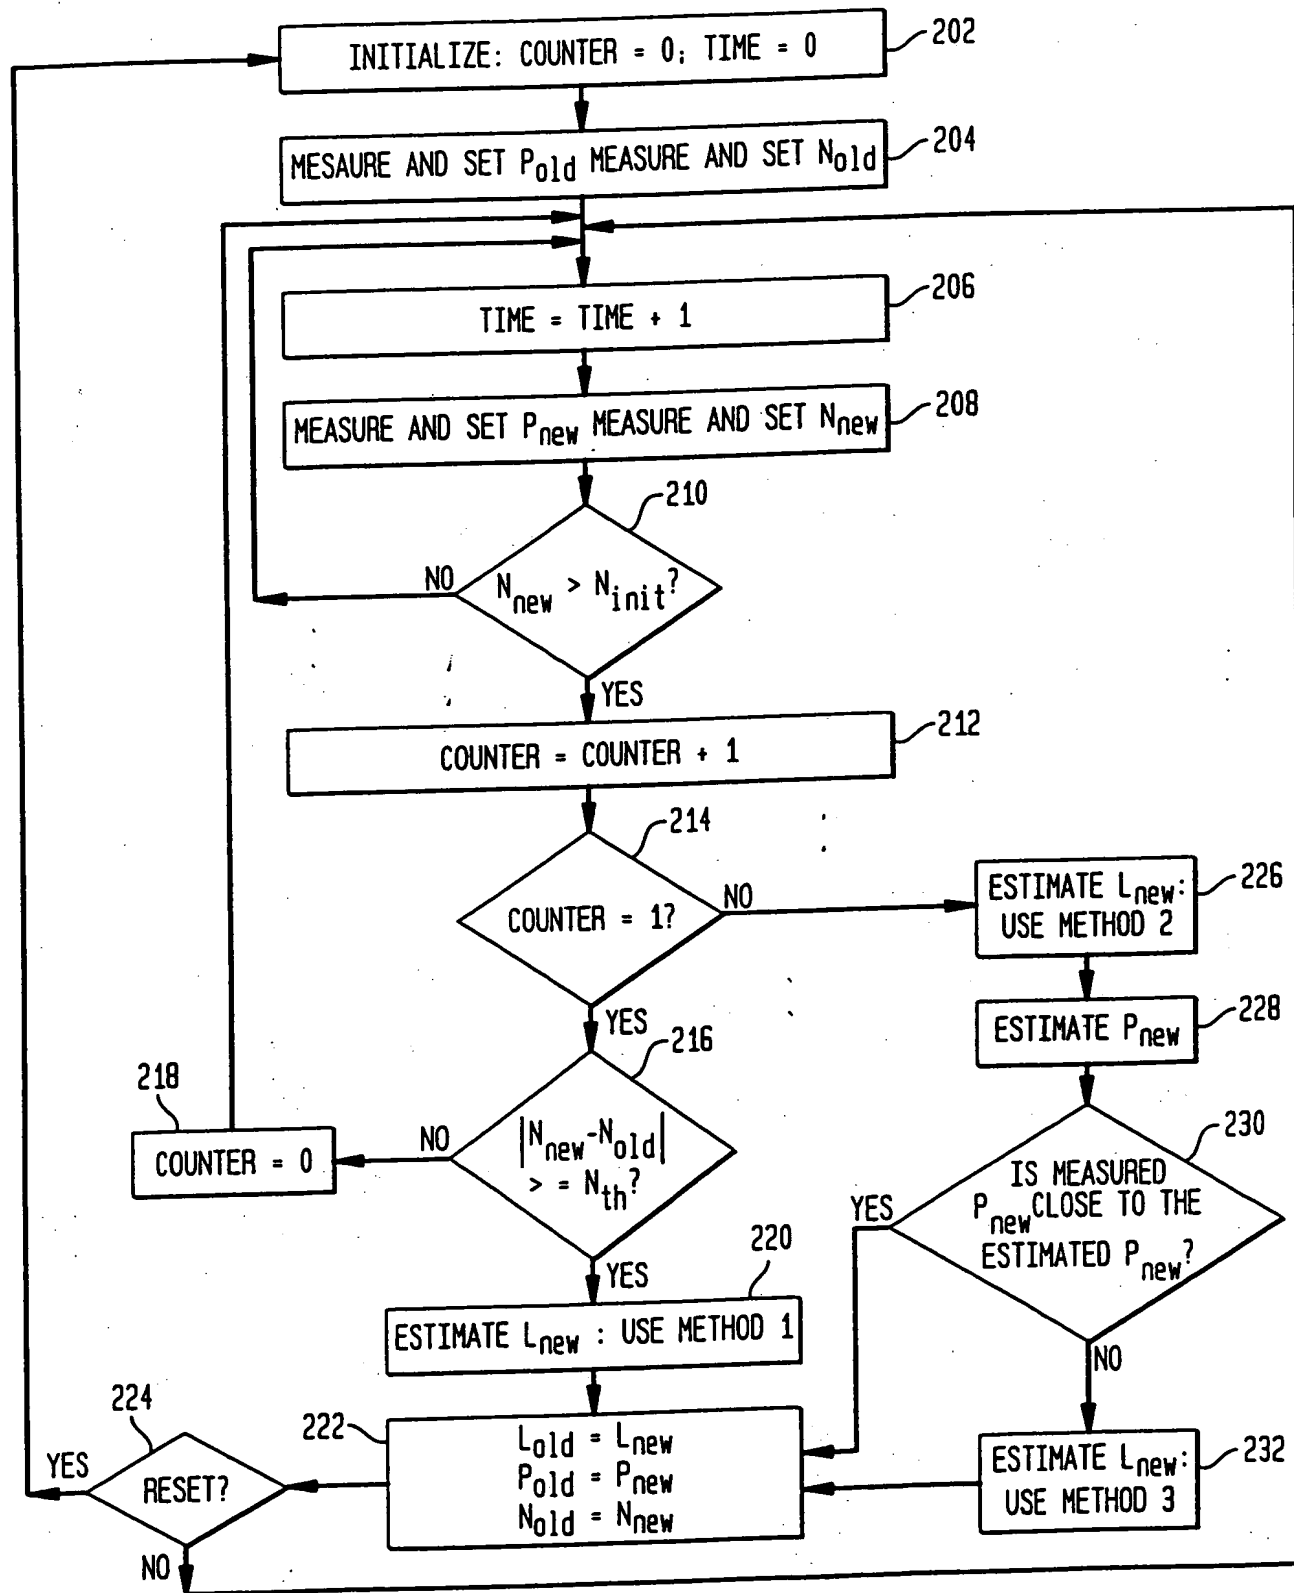 INITIALIZE: COUNTER = 0; TIME = 0
202
MESAURE AND SET Pold MEASURE AND SET Nold
204
TIME = TIME + 1
206
MEASURE AND SET Pnew MEASURE AND SET Nnew
208
210
Nnew > Ninit?
NO
YES
COUNTER = COUNTER + 1
212
214
COUNTER = 1?
NO
YES
ESTIMATE Lnew:
USE METHOD 2
226
ESTIMATE Pnew
228
216
|Nnew-Nold|
> = Nth?
NO
YES
218
COUNTER = 0
230
IS MEASURED
Pnew CLOSE TO THE
ESTIMATED Pnew?
YES
NO
220
ESTIMATE Lnew : USE METHOD 1
222
Lold = Lnew
Pold = Pnew
Nold = Nnew
ESTIMATE Lnew:
USE METHOD 3
232
224
RESET?
YES
NO